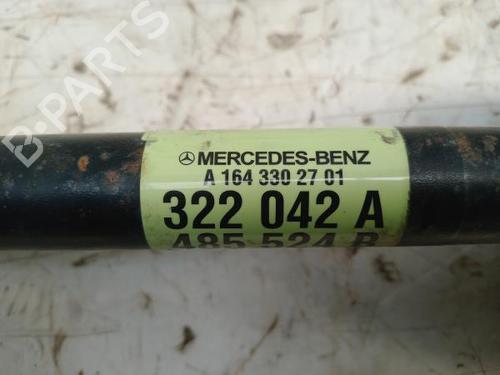 B-PARTS
MERCEDES-BENZ
A 164 330 27 01
322 042 A
485 524 B